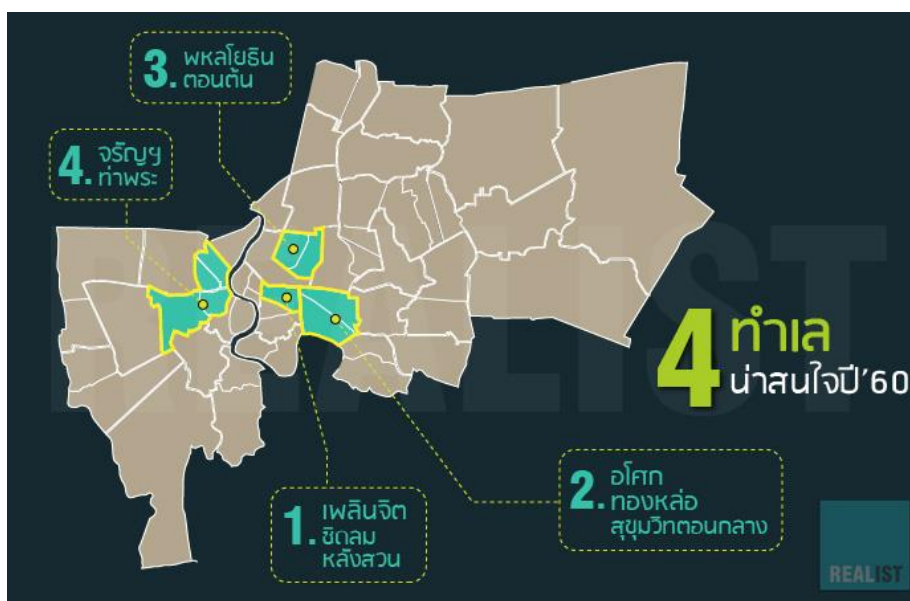 3. พหลโยธิน
ตอนต้น
4. จรัญฯ
ท่าพระ
4 ทำเล
น่าสนใจปี'60
1. เพลินจิต
ชิดลม
หลังสวน
2. อโศก
ทองหล่อ
สุขุมวิทตอนกลาง
REALIST
REALIST